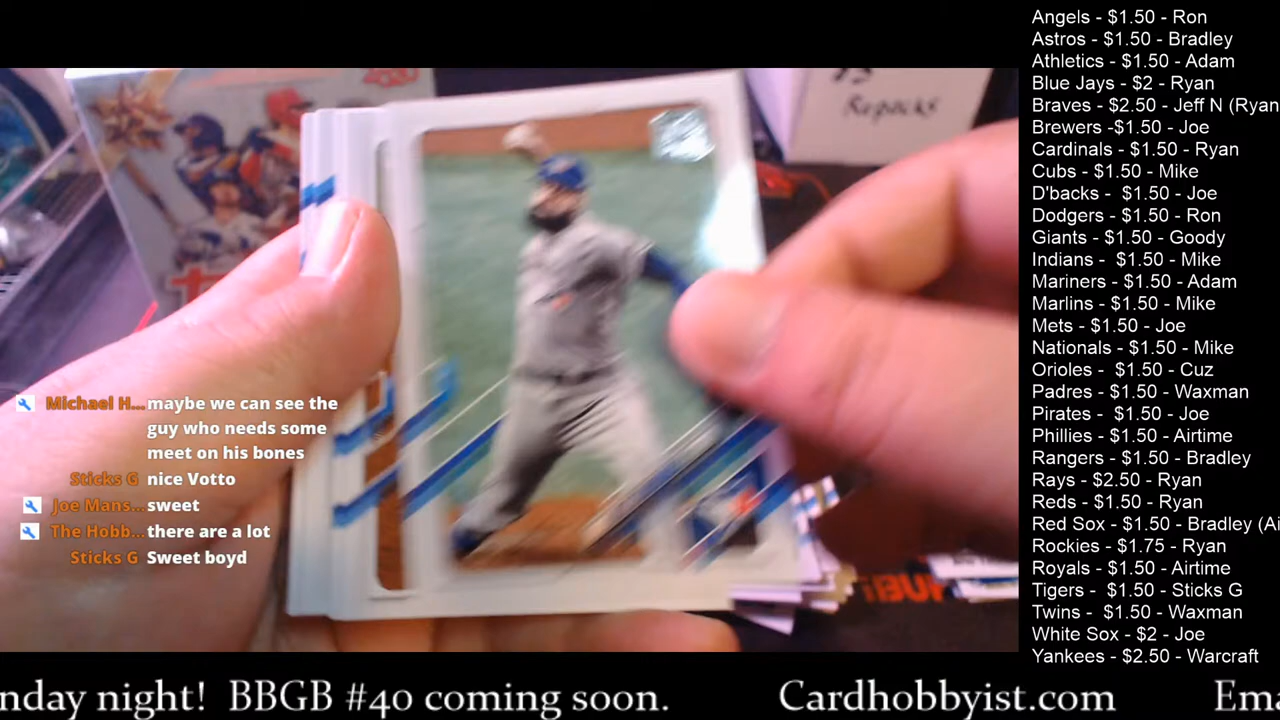 Angels - $1.50 - Ron
Astros - $1.50 - Bradley
Athletics - $1.50 - Adam
Blue Jays - $2 - Ryan
Braves - $2.50 - Jeff N (Ryan
Brewers -$1.50 - Joe
Cardinals - $1.50 - Ryan
Cubs - $1.50 - Mike
D'backs - $1.50 - Joe
Dodgers - $1.50 - Ron
Giants - $1.50 - Goody
Indians - $1.50 - Mike
Mariners - $1.50 - Adam
Marlins - $1.50 - Mike
Mets - $1.50 - Joe
Nationals - $1.50 - Mike
Orioles - $1.50 - Cuz
Padres - $1.50 - Waxman
Pirates - $1.50 - Joe
Phillies - $1.50 - Airtime
Rangers - $1.50 - Bradley
Rays - $2.50 - Ryan
Reds - $1.50 - Ryan
Red Sox - $1.50 - Bradley (Ai
Rockies - $1.75 - Ryan
Royals - $1.50 - Airtime
Tigers - $1.50 - Sticks G
Twins - $1.50 - Waxman
White Sox - $2 - Joe
Yankees - $2.50 - Warcraft
Repacks
Michael H... maybe we can see the
guy who needs some
meet on his bones
Sticks G nice Votto
Joe Mans... sweet
The Hobb... there are a lot
Sticks G Sweet boyd
nday night! BBGB #40 coming soon. Cardhobbyist.com Ema